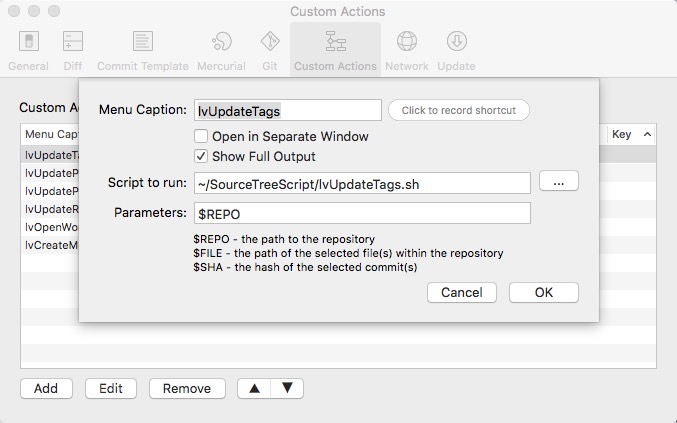 Custom Actions
General Diff Commit Template Mercurial Git Custom Actions Network Update
Custom Ac
Menu Caption: lvUpdateTags Click to record shortcut
Open in Separate Window
Show Full Output
Script to run: ~/SourceTreeScript/lvUpdateTags.sh ...
Parameters: $REPO
$REPO - the path to the repository
$FILE - the path of the selected file(s) within the repository
$SHA - the hash of the selected commit(s)
Cancel OK
Menu Capt Key
lvUpdateTa
lvUpdateP
lvUpdateP
lvUpdateR
lvOpenWo
lvCreateM
Add Edit Remove